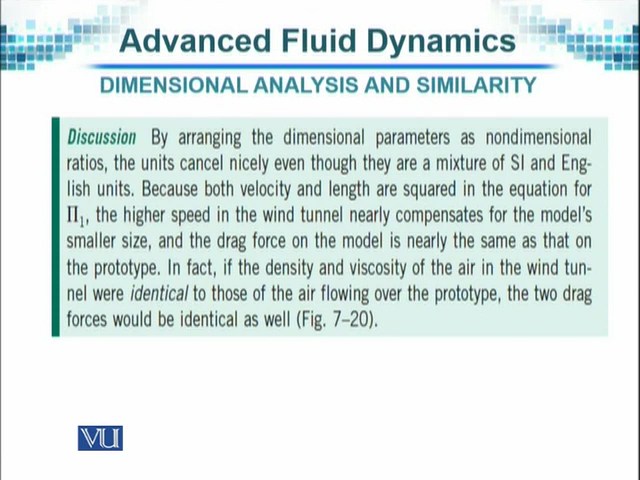 Advanced Fluid Dynamics
DIMENSIONAL ANALYSIS AND SIMILARITY
Discussion By arranging the dimensional parameters as nondimensional
ratios, the units cancel nicely even though they are a mixture of SI and Eng-
lish units. Because both velocity and length are squared in the equation for
Π₁, the higher speed in the wind tunnel nearly compensates for the model's
smaller size, and the drag force on the model is nearly the same as that on
the prototype. In fact, if the density and viscosity of the air in the wind tun-
nel were identical to those of the air flowing over the prototype, the two drag
forces would be identical as well (Fig. 7–20).
VU